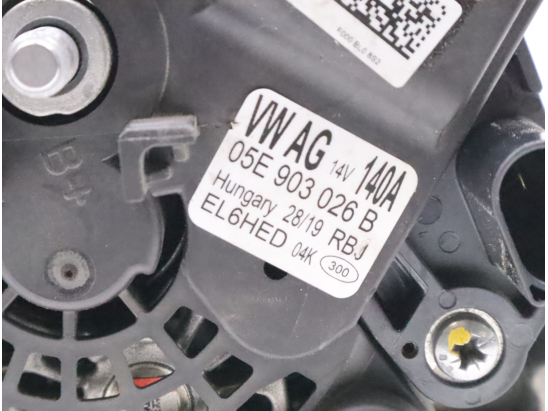 VW AG 14V 140A
05E 903 026 B
Hungary 28/19 RBJ
EL6HED 04K 300
B+